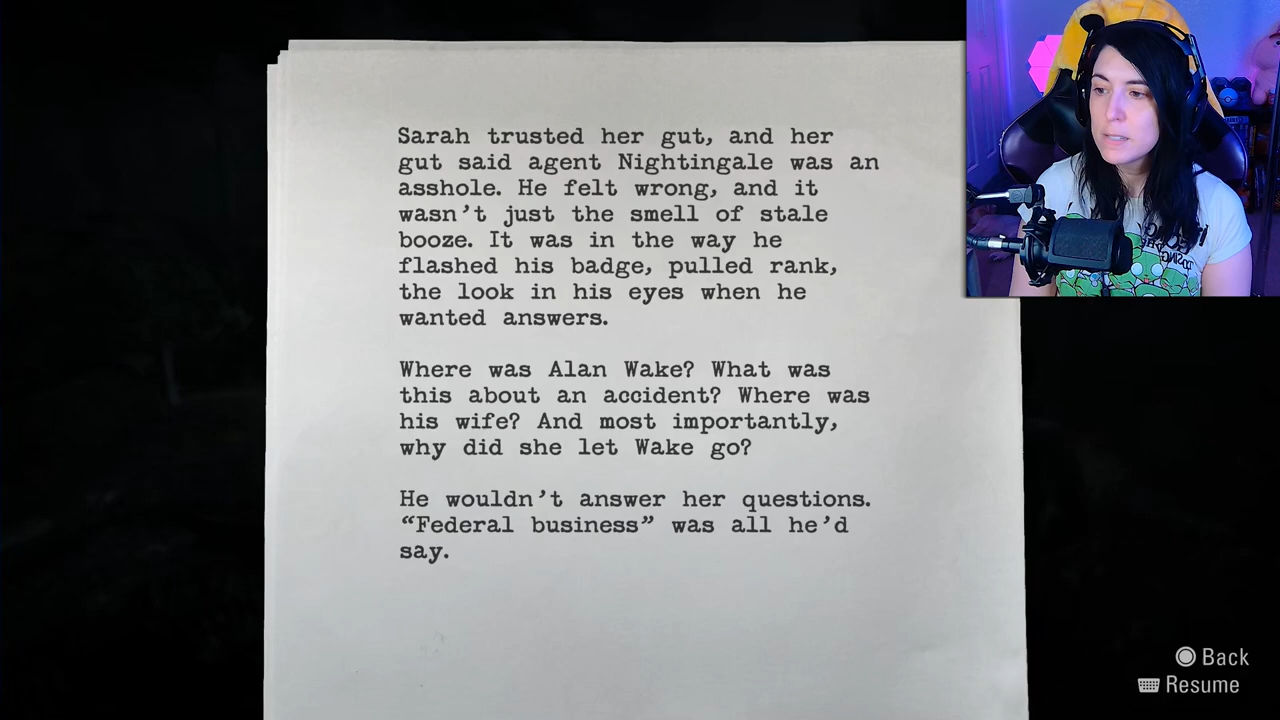 Sarah trusted her gut, and her
gut said agent Nightingale was an
asshole. He felt wrong, and it
wasn't just the smell of stale
booze. It was in the way he
flashed his badge, pulled rank,
the look in his eyes when he
wanted answers.
Where was Alan Wake? What was
this about an accident? Where was
his wife? And most importantly,
why did she let Wake go?
He wouldn't answer her questions.
“Federal business” was all he'd
say.
Back
Resume